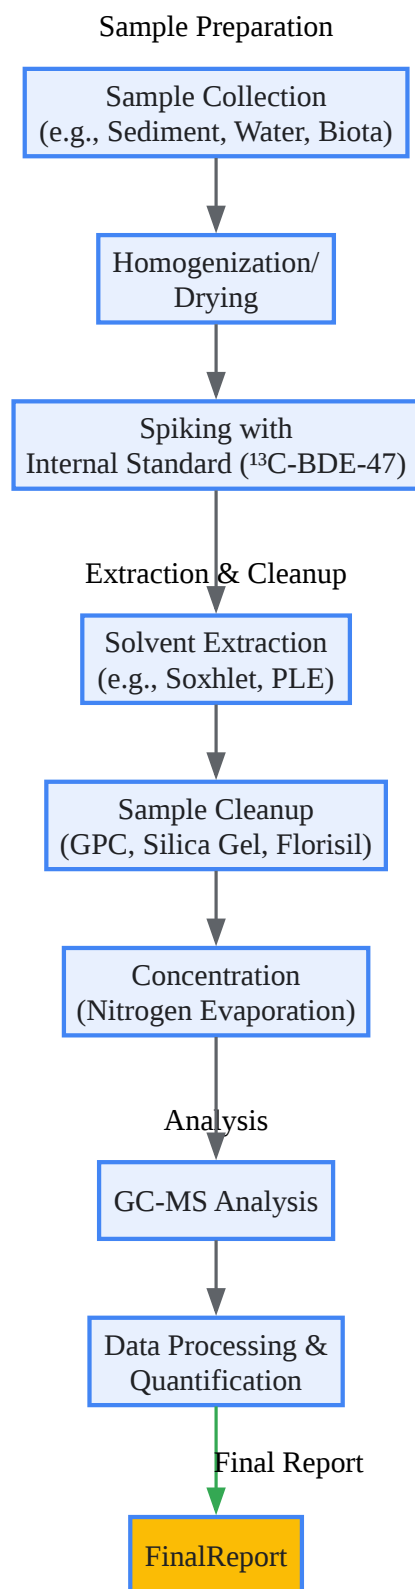 Sample Preparation
Sample Collection
(e.g., Sediment, Water, Biota)
Homogenization/
Drying
Spiking with
Internal Standard (¹³C-BDE-47)
Extraction & Cleanup
Solvent Extraction
(e.g., Soxhlet, PLE)
Sample Cleanup
(GPC, Silica Gel, Florisil)
Concentration
(Nitrogen Evaporation)
Analysis
GC-MS Analysis
Data Processing &
Quantification
Final Report
FinalReport